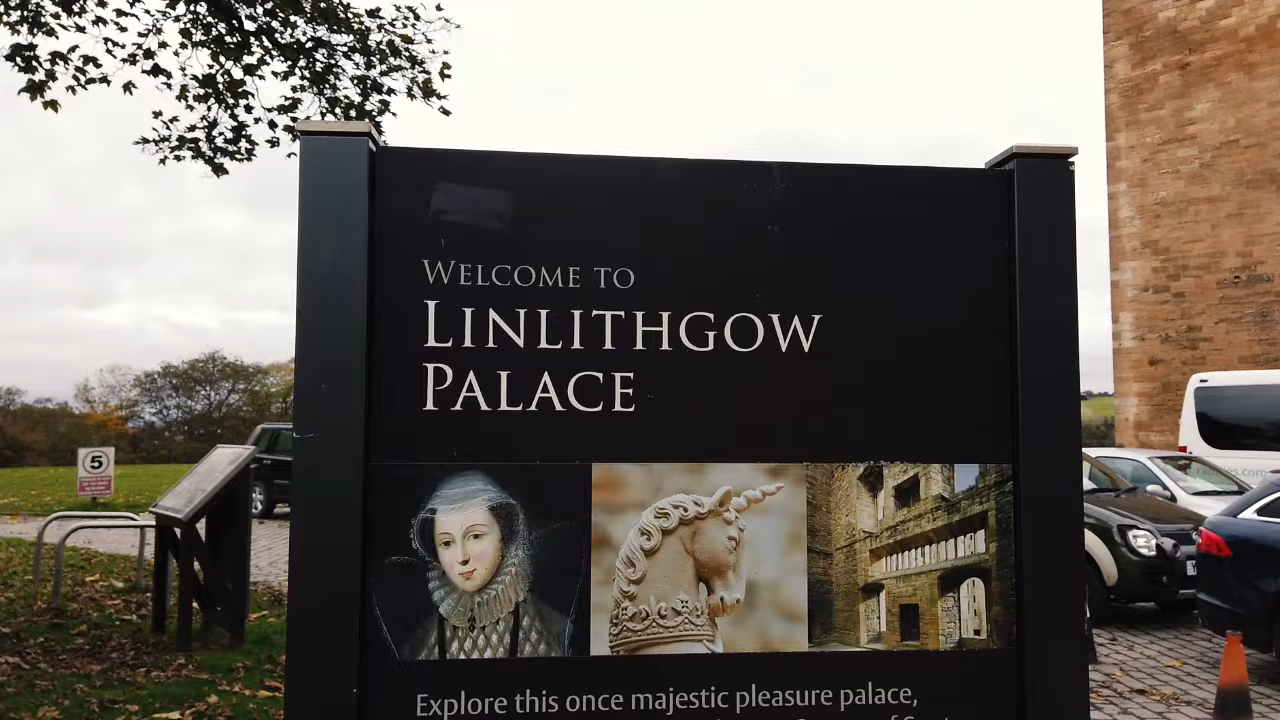 WELCOME TO
LINLITHGOW
PALACE
5
Explore this once majestic pleasure palace,